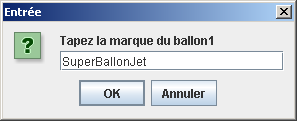 Entrée
?
Tapez la marque du ballon1
SuperBallonJet
OK
Annuler